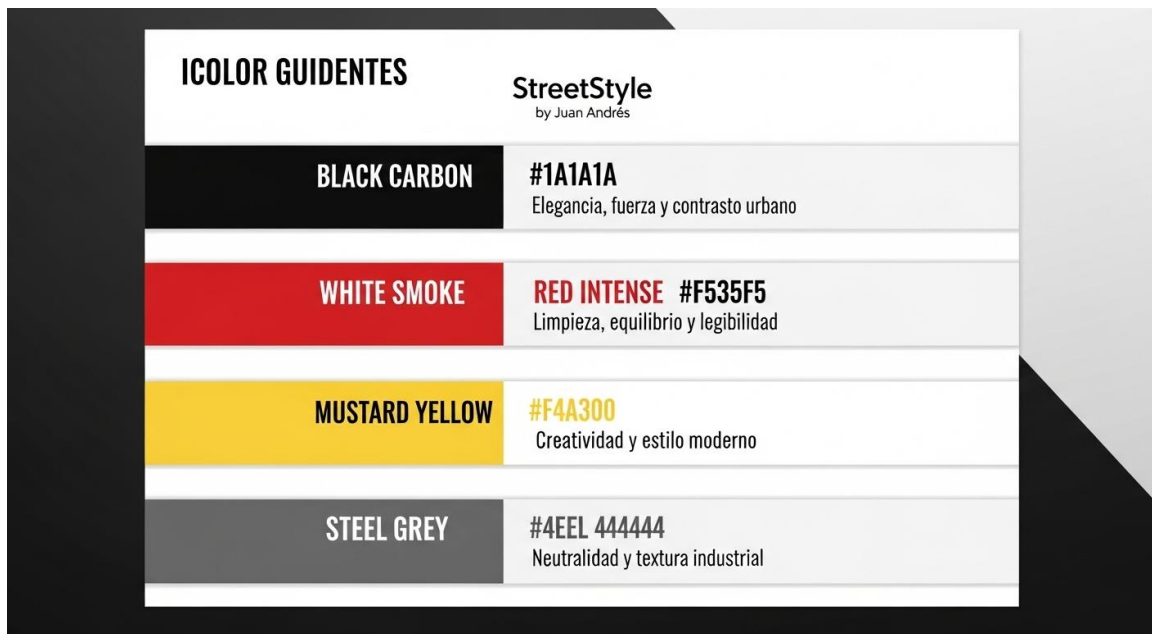 ICOLOR GUIDENTES
StreetStyle
by Juan Andrés
BLACK CARBON
#1A1A1A
Elegancia, fuerza y contrasto urbano
WHITE SMOKE
RED INTENSE #F535F5
Limpieza, equilibrio y legibilidad
MUSTARD YELLOW
#F4A300
Creatividad y estilo moderno
STEEL GREY
#4EEL 444444
Neutralidad y textura industrial